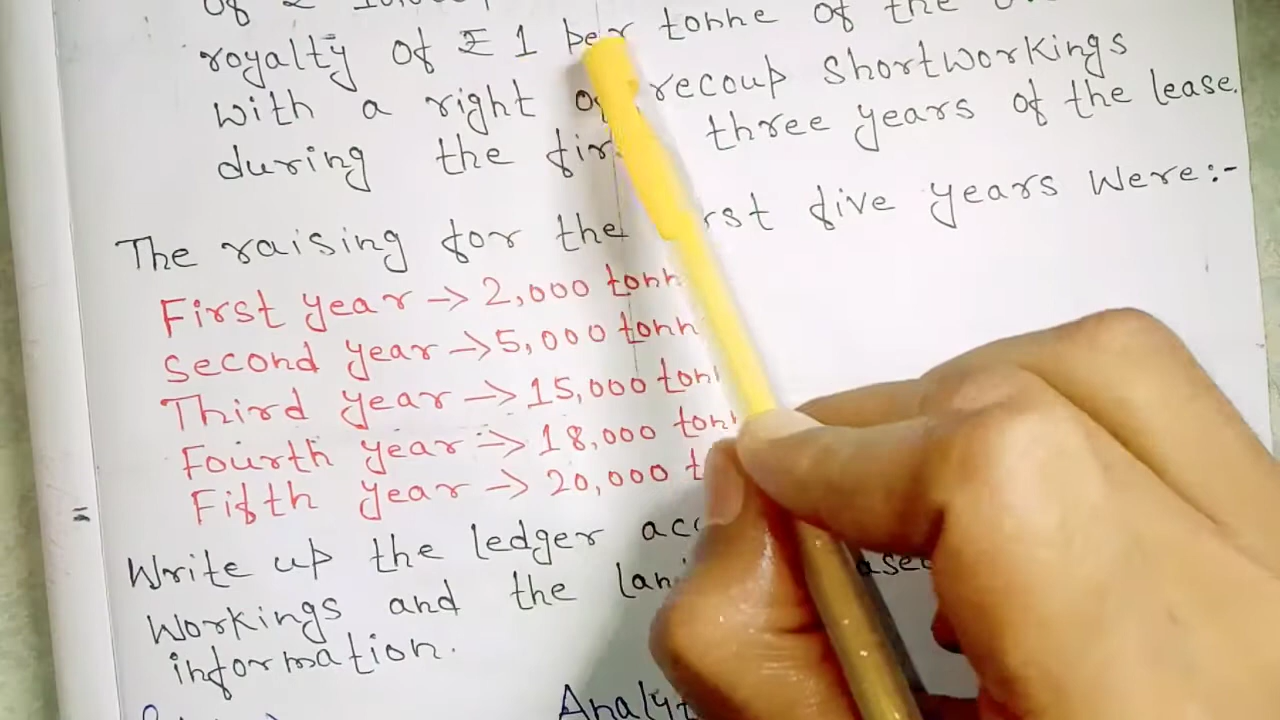 of ₹
royalty of ₹ 1 per tonne of the
with a right recoup shortworkings
during the three years of the lease.
The raising for the five years were:-
First year → 2,000
Second year → 5,000
Third year → 15,000
Fourth year → 18,000
Fifth year → 20,000
Write up the ledger
workings and the
information.